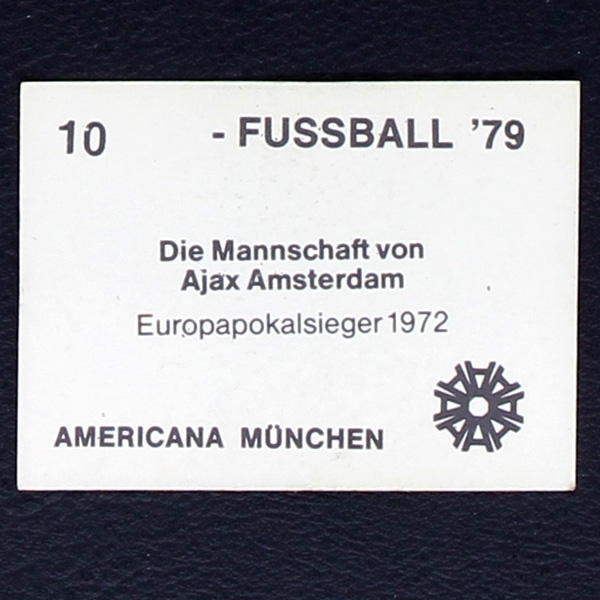 10 - FUSSBALL '79
Die Mannschaft von
Ajax Amsterdam
Europapokalsieger 1972
AMERICANA MÜNCHEN